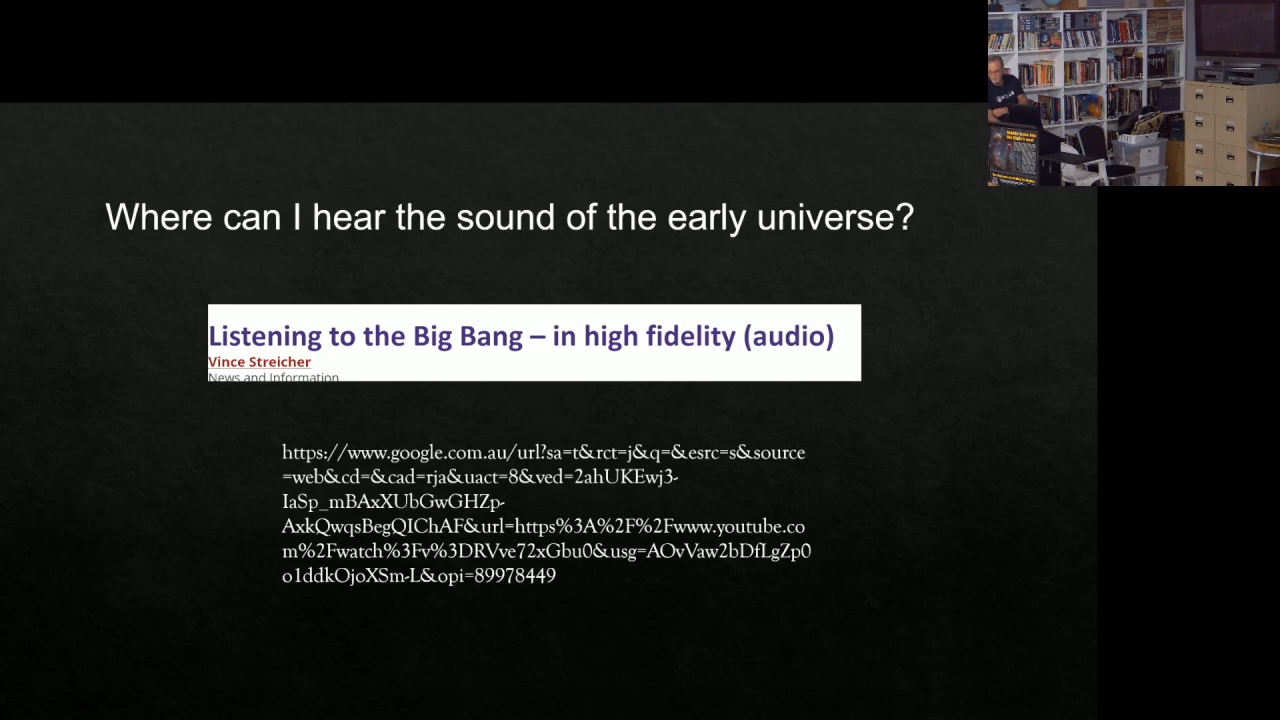 Where can I hear the sound of the early universe?
Listening to the Big Bang – in high fidelity (audio)
Vince Streicher
News and Information
https://www.google.com.au/url?sa=t&rct=j&q=&esrc=s&source
=web&cd=&cad=rja&uact=8&ved=2ahUKEwj3-
IaSp_mBAxXUbGwGHZp-
AxkQwqsBegQIChAF&url=https%3A%2F%2Fwww.youtube.co
m%2Fwatch%3Fv%3DRVve72xGbu0&usg=AOvVaw2bDfLgZp0
o1ddkOjoXSm-L&opi=89978449